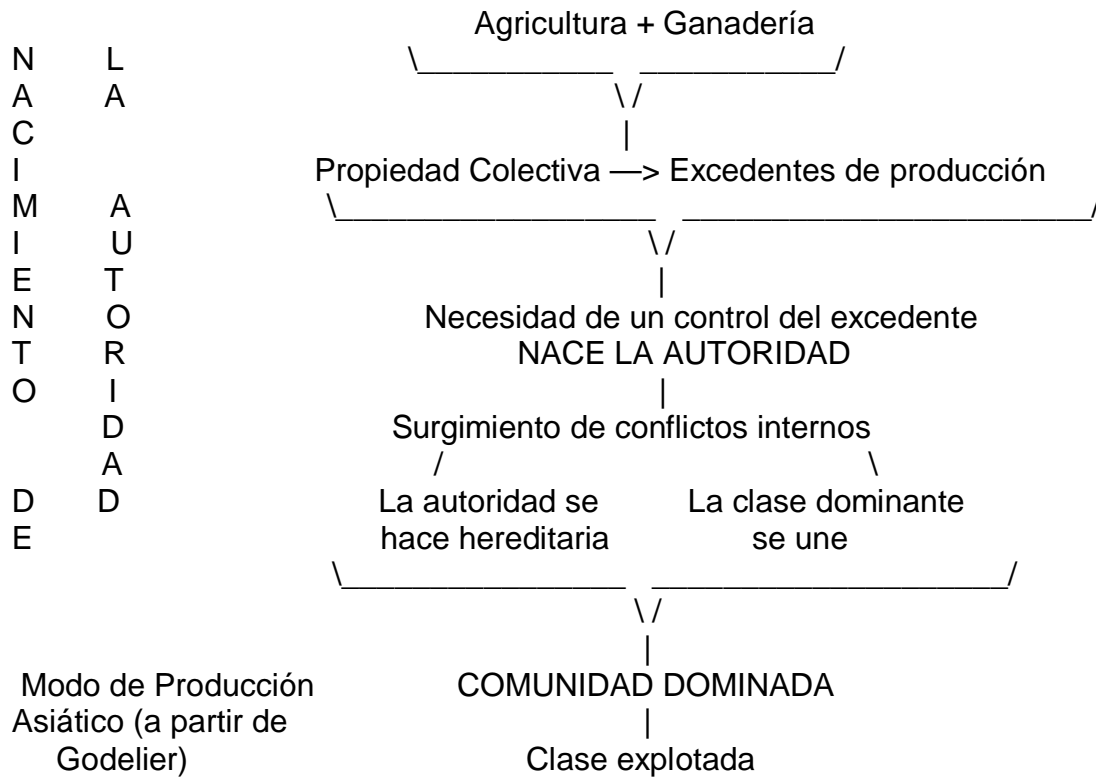 NACIMIENTO DE
LA AUTORIDAD
Agricultura + Ganadería
Propiedad Colectiva —> Excedentes de producción
Necesidad de un control del excedente
NACE LA AUTORIDAD
Surgimiento de conflictos internos
La autoridad se
hace hereditaria
La clase dominante
se une
COMUNIDAD DOMINADA
Clase explotada
Modo de Producción
Asiático (a partir de
Godelier)